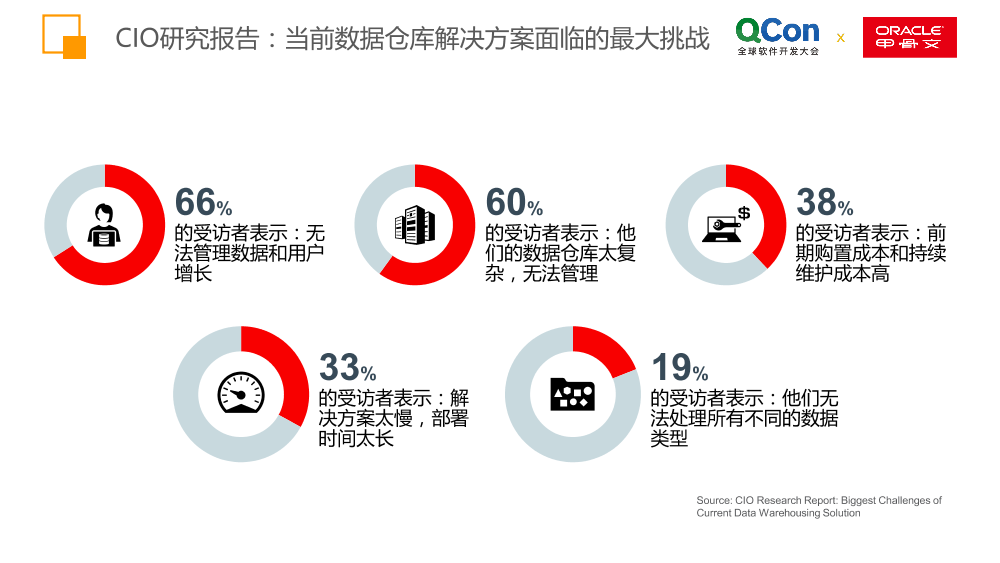 CIO研究报告：当前数据仓库解决方案面临的最大挑战
QCon
全球软件开发大会
x
ORACLE
甲骨文
66%
的受访者表示：无
法管理数据和用户
增长
60%
的受访者表示：他
们的数据仓库太复
杂，无法管理
38%
的受访者表示：前
期购置成本和持续
维护成本高
$
33%
的受访者表示：解
决方案太慢，部署
时间太长
19%
的受访者表示：他们无
法处理所有不同的数据
类型
Source: CIO Research Report: Biggest Challenges of
Current Data Warehousing Solution